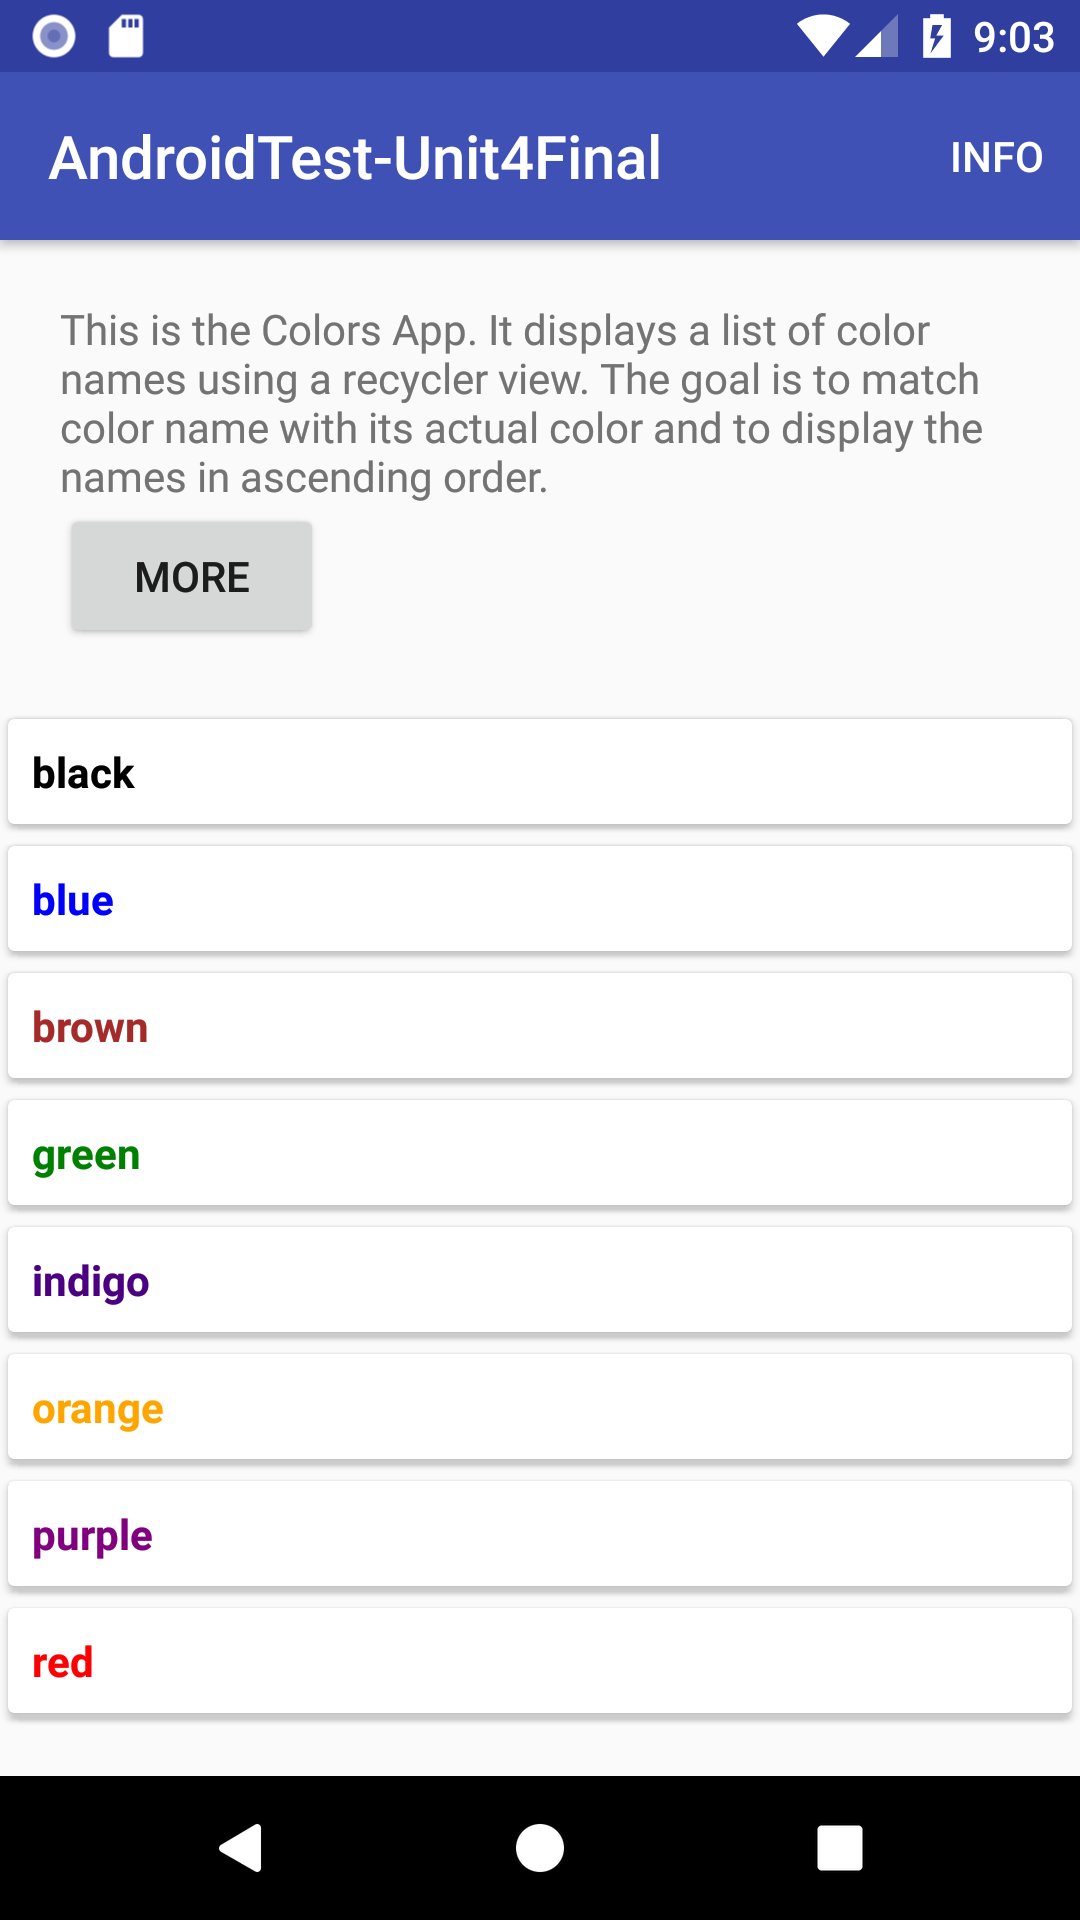 9:03
AndroidTest-Unit4Final
INFO
This is the Colors App. It displays a list of color
names using a recycler view. The goal is to match
color name with its actual color and to display the
names in ascending order.
MORE
black
blue
brown
green
indigo
orange
purple
red